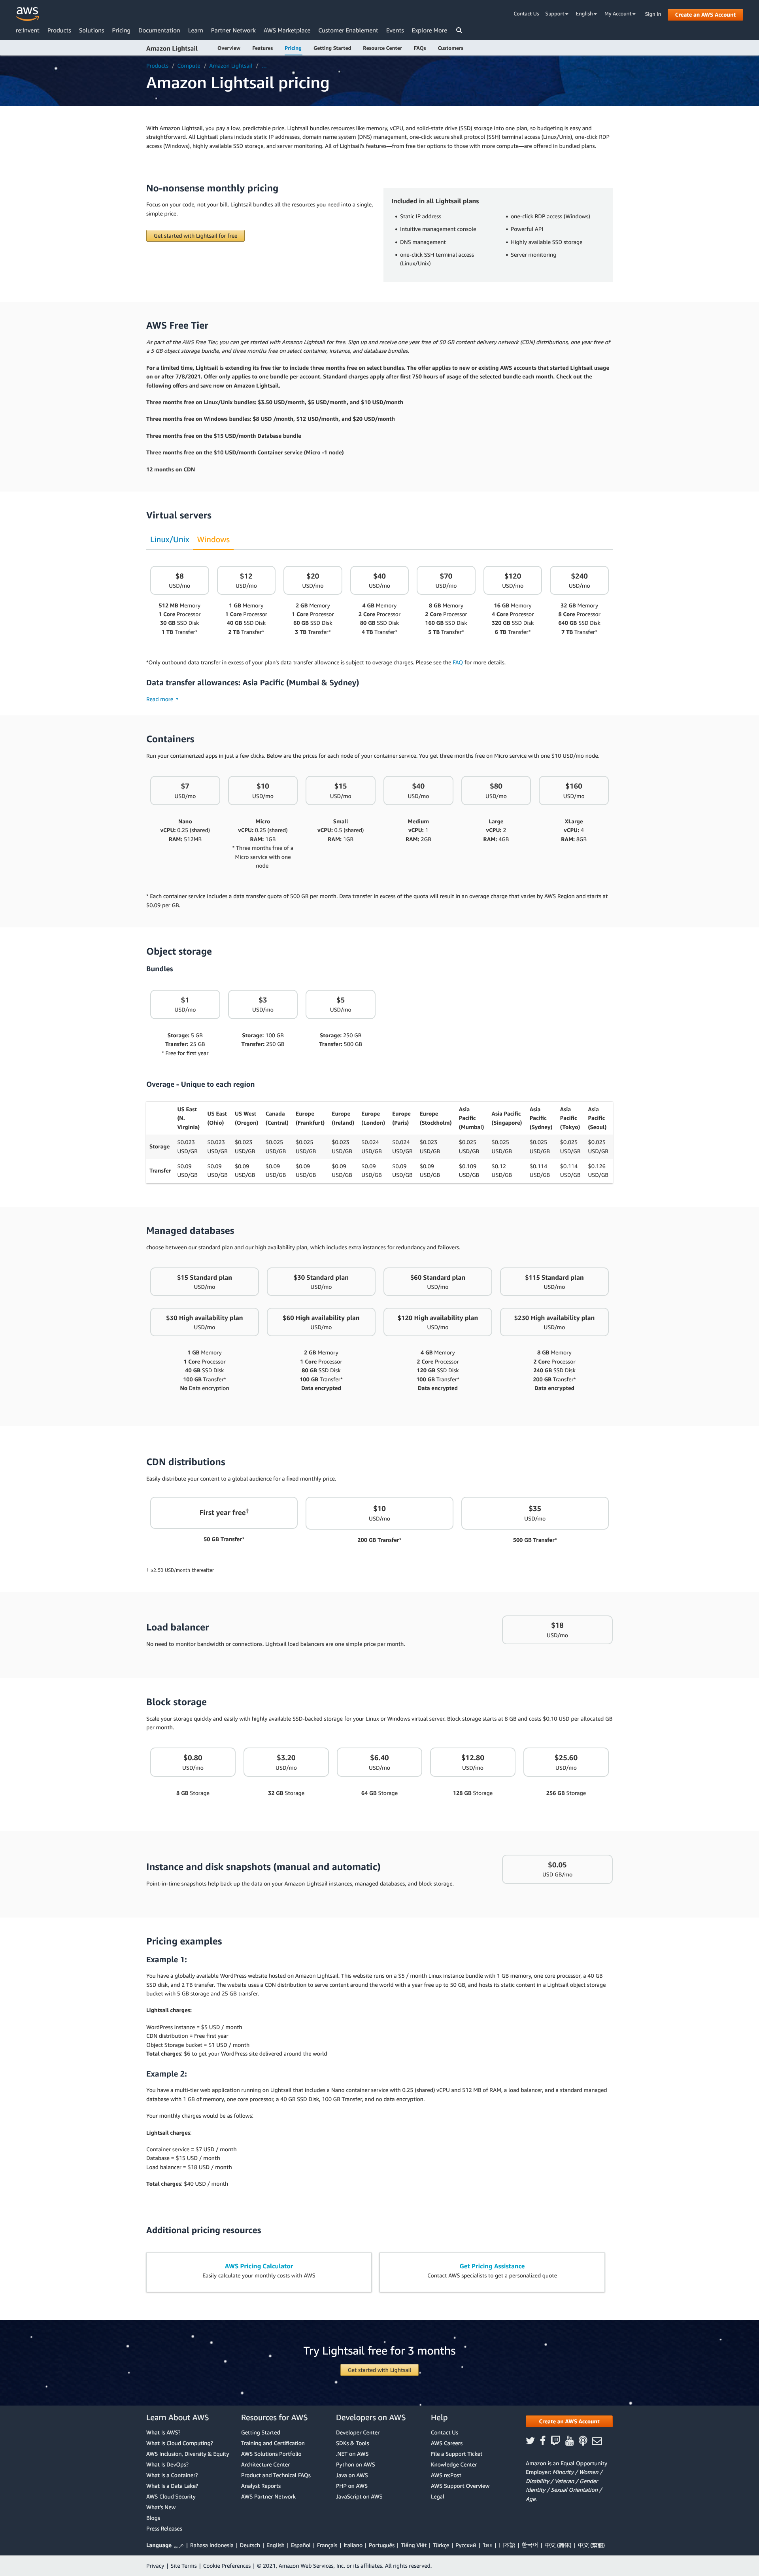 aws
Contact Us Support English My Account Sign In Create an AWS Account
re:Invent Products Solutions Pricing Documentation Learn Partner Network AWS Marketplace Customer Enablement Events Explore More
Amazon Lightsail Overview Features Pricing Getting Started Resource Center FAQs Customers
Products / Compute / Amazon Lightsail / ...
Amazon Lightsail pricing
With Amazon Lightsail, you pay a low, predictable price. Lightsail bundles resources like memory, vCPU, and solid-state drive (SSD) storage into one plan, so budgeting is easy and
straightforward. All Lightsail plans include static IP addresses, domain name system (DNS) management, one-click secure shell protocol (SSH) terminal access (Linux/Unix), one-click RDP
access (Windows), highly available SSD storage, and server monitoring. All of Lightsail's features—from free tier options to those with more compute—are offered in bundled plans.
No-nonsense monthly pricing
Focus on your code, not your bill. Lightsail bundles all the resources you need into a single,
simple price.
Get started with Lightsail for free
Included in all Lightsail plans
• Static IP address
• Intuitive management console
• DNS management
• one-click SSH terminal access
(Linux/Unix)
• one-click RDP access (Windows)
• Powerful API
• Highly available SSD storage
• Server monitoring
AWS Free Tier
As part of the AWS Free Tier, you can get started with Amazon Lightsail for free. Sign up and receive one year free of 50 GB content delivery network (CDN) distributions, one year free of
a 5 GB object storage bundle, and three months free on select container, instance, and database bundles.
For a limited time, Lightsail is extending its free tier to include three months free on select bundles. The offer applies to new or existing AWS accounts that started Lightsail usage
on or after 7/8/2021. Offer only applies to one bundle per account. Standard charges apply after first 750 hours of usage of the selected bundle each month. Check out the
following offers and save now on Amazon Lightsail.
Three months free on Linux/Unix bundles: $3.50 USD/month, $5 USD/month, and $10 USD/month
Three months free on Windows bundles: $8 USD /month, $12 USD/month, and $20 USD/month
Three months free on the $15 USD/month Database bundle
Three months free on the $10 USD/month Container service (Micro -1 node)
12 months on CDN
Virtual servers
Linux/Unix Windows
$8 $12 $20 $40 $70 $120 $240
USD/mo USD/mo USD/mo USD/mo USD/mo USD/mo USD/mo
512 MB Memory 1 GB Memory 2 GB Memory 4 GB Memory 8 GB Memory 16 GB Memory 32 GB Memory
1 Core Processor 1 Core Processor 1 Core Processor 2 Core Processor 2 Core Processor 4 Core Processor 8 Core Processor
30 GB SSD Disk 40 GB SSD Disk 60 GB SSD Disk 80 GB SSD Disk 160 GB SSD Disk 320 GB SSD Disk 640 GB SSD Disk
1 TB Transfer* 2 TB Transfer* 3 TB Transfer* 4 TB Transfer* 5 TB Transfer* 6 TB Transfer* 7 TB Transfer*
*Only outbound data transfer in excess of your plan's data transfer allowance is subject to overage charges. Please see the FAQ for more details.
Data transfer allowances: Asia Pacific (Mumbai & Sydney)
Read more
Containers
Run your containerized apps in just a few clicks. Below are the prices for each node of your container service. You get three months free on Micro service with one $10 USD/mo node.
$7 $10 $15 $40 $80 $160
USD/mo USD/mo USD/mo USD/mo USD/mo USD/mo
Nano Micro Small Medium Large XLarge
vCPU: 0.25 (shared) vCPU: 0.25 (shared) vCPU: 0.5 (shared) vCPU: 1 vCPU: 2 vCPU: 4
RAM: 512MB RAM: 1GB RAM: 1GB RAM: 2GB RAM: 4GB RAM: 8GB
* Three months free of a
Micro service with one
node
* Each container service includes a data transfer quota of 500 GB per month. Data transfer in excess of the quota will result in an overage charge that varies by AWS Region and starts at
$0.09 per GB.
Object storage
Bundles
$1 $3 $5
USD/mo USD/mo USD/mo
Storage: 5 GB Storage: 100 GB Storage: 250 GB
Transfer: 25 GB Transfer: 250 GB Transfer: 500 GB
* Free for first year
Overage - Unique to each region
US East (N. Virginia) US East (Ohio) US West (Oregon) Canada (Central) Europe (Frankfurt) Europe (Ireland) Europe (London) Europe (Paris) Europe (Stockholm) Asia Pacific (Mumbai) Asia Pacific (Singapore) Asia Pacific (Sydney) Asia Pacific (Tokyo) Asia Pacific (Seoul)
Storage $0.023 USD/GB $0.023 USD/GB $0.023 USD/GB $0.025 USD/GB $0.025 USD/GB $0.023 USD/GB $0.024 USD/GB $0.024 USD/GB $0.023 USD/GB $0.025 USD/GB $0.025 USD/GB $0.025 USD/GB $0.025 USD/GB $0.025 USD/GB
Transfer $0.09 USD/GB $0.09 USD/GB $0.09 USD/GB $0.09 USD/GB $0.09 USD/GB $0.09 USD/GB $0.09 USD/GB $0.09 USD/GB $0.09 USD/GB $0.109 USD/GB $0.12 USD/GB $0.114 USD/GB $0.114 USD/GB $0.126 USD/GB
Managed databases
choose between our standard plan and our high availability plan, which includes extra instances for redundancy and failovers.
$15 Standard plan $30 Standard plan $60 Standard plan $115 Standard plan
USD/mo USD/mo USD/mo USD/mo
$30 High availability plan $60 High availability plan $120 High availability plan $230 High availability plan
USD/mo USD/mo USD/mo USD/mo
1 GB Memory 2 GB Memory 4 GB Memory 8 GB Memory
1 Core Processor 1 Core Processor 2 Core Processor 2 Core Processor
40 GB SSD Disk 80 GB SSD Disk 120 GB SSD Disk 240 GB SSD Disk
100 GB Transfer* 100 GB Transfer* 100 GB Transfer* 200 GB Transfer*
No Data encryption Data encrypted Data encrypted Data encrypted
CDN distributions
Easily distribute your content to a global audience for a fixed monthly price.
First year free† $10 $35
USD/mo USD/mo
50 GB Transfer* 200 GB Transfer* 500 GB Transfer*
† $2.50 USD/month thereafter
Load balancer
No need to monitor bandwidth or connections. Lightsail load balancers are one simple price per month.
$18
USD/mo
Block storage
Scale your storage quickly and easily with highly available SSD-backed storage for your Linux or Windows virtual server. Block storage starts at 8 GB and costs $0.10 USD per allocated GB
per month.
$0.80 $3.20 $6.40 $12.80 $25.60
USD/mo USD/mo USD/mo USD/mo USD/mo
8 GB Storage 32 GB Storage 64 GB Storage 128 GB Storage 256 GB Storage
Instance and disk snapshots (manual and automatic)
Point-in-time snapshots help back up the data on your Amazon Lightsail instances, managed databases, and block storage.
$0.05
USD GB/mo
Pricing examples
Example 1:
You have a globally available WordPress website hosted on Amazon Lightsail. This website runs on a $5 / month Linux instance bundle with 1 GB memory, one core processor, a 40 GB
SSD disk, and 2 TB transfer. The website uses a CDN distribution to serve content around the world with a year free up to 50 GB, and hosts its static content in a Lightsail object storage
bucket with 5 GB storage and 25 GB transfer.
Lightsail charges:
WordPress instance = $5 USD / month
CDN distribution = Free first year
Object Storage bucket = $1 USD / month
Total charges: $6 to get your WordPress site delivered around the world
Example 2:
You have a multi-tier web application running on Lightsail that includes a Nano container service with 0.25 (shared) vCPU and 512 MB of RAM, a load balancer, and a standard managed
database with 1 GB of memory, one core processor, a 40 GB SSD Disk, 100 GB Transfer, and no data encryption.
Your monthly charges would be as follows:
Lightsail charges:
Container service = $7 USD / month
Database = $15 USD / month
Load balancer = $18 USD / month
Total charges: $40 USD / month
Additional pricing resources
AWS Pricing Calculator
Easily calculate your monthly costs with AWS
Get Pricing Assistance
Contact AWS specialists to get a personalized quote
Try Lightsail free for 3 months
Get started with Lightsail
Learn About AWS
What Is AWS?
What Is Cloud Computing?
AWS Inclusion, Diversity & Equity
What Is DevOps?
What Is a Container?
What Is a Data Lake?
AWS Cloud Security
What's New
Blogs
Press Releases
Resources for AWS
Getting Started
Training and Certification
AWS Solutions Portfolio
Architecture Center
Product and Technical FAQs
Analyst Reports
AWS Partner Network
Developers on AWS
Developer Center
SDKs & Tools
.NET on AWS
Python on AWS
Java on AWS
PHP on AWS
JavaScript on AWS
Help
Contact Us
AWS Careers
File a Support Ticket
Knowledge Center
AWS re:Post
AWS Support Overview
Legal
Create an AWS Account
Amazon is an Equal Opportunity
Employer: Minority / Women /
Disability / Veteran / Gender
Identity / Sexual Orientation /
Age.
Language عربي | Bahasa Indonesia | Deutsch | English | Español | Français | Italiano | Português | Tiếng Việt | Türkçe | Ρусский | ไทย | 日本語 | 한국어 | 中文 (简体) | 中文 (繁體)
Privacy | Site Terms | Cookie Preferences | © 2021, Amazon Web Services, Inc. or its affiliates. All rights reserved.